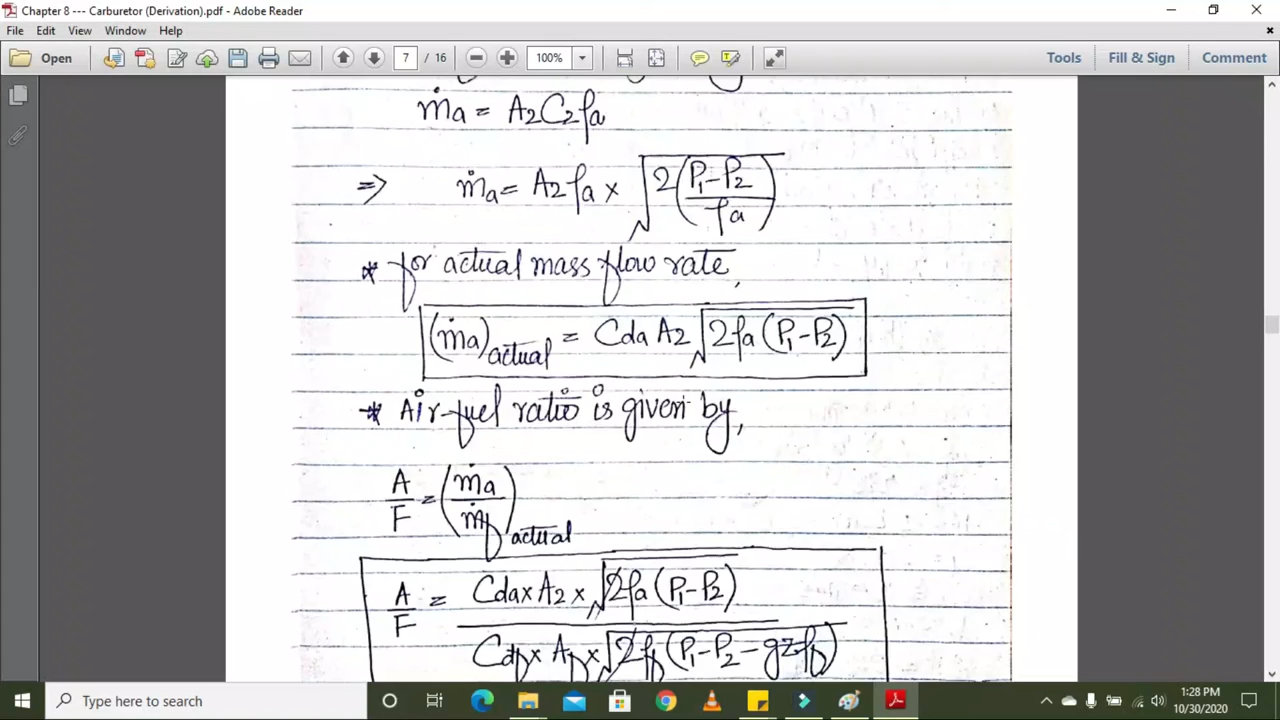 Chapter 8 --- Carburetor (Derivation).pdf - Adobe Reader
File Edit View Window Help
Open 7 / 16 100% Tools Fill & Sign Comment
ṁa = A2C2ρa
=> ṁa = A2 ρa × √(2((P1-P2)/ρa))
* for actual mass flow rate,
(ṁa)actual = Cda A2 √(2ρa (P1-P2))
* Air-fuel ratio is given by,
A/F = (ṁa/ṁf)actual
A/F = Cda × A2 × √(2ρa (P1-P2)) / Cdf × Af × √(2ρf (P1-P2-gzρf))
Type here to search
1:28 PM
10/30/2020